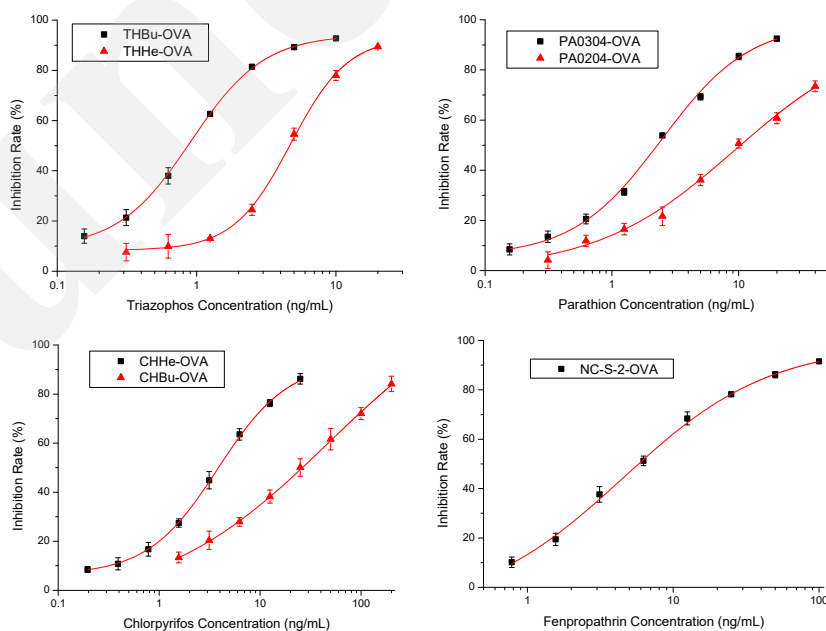 100
80
60
40
20
0
Inhibition Rate (%)
THBu-OVA
THHe-OVA
0.1
1
10
Triazophos Concentration (ng/mL)
100
80
60
40
20
0
Inhibition Rate (%)
PA0304-OVA
PA0204-OVA
0.1
1
10
Parathion Concentration (ng/mL)
100
80
60
40
20
0
Inhibition Rate (%)
CHHe-OVA
CHBu-OVA
0.1
1
10
100
Chlorpyrifos Concentration (ng/mL)
100
80
60
40
20
0
Inhibition Rate (%)
NC-S-2-OVA
1
10
100
Fenpropathrin Concentration (ng/mL)